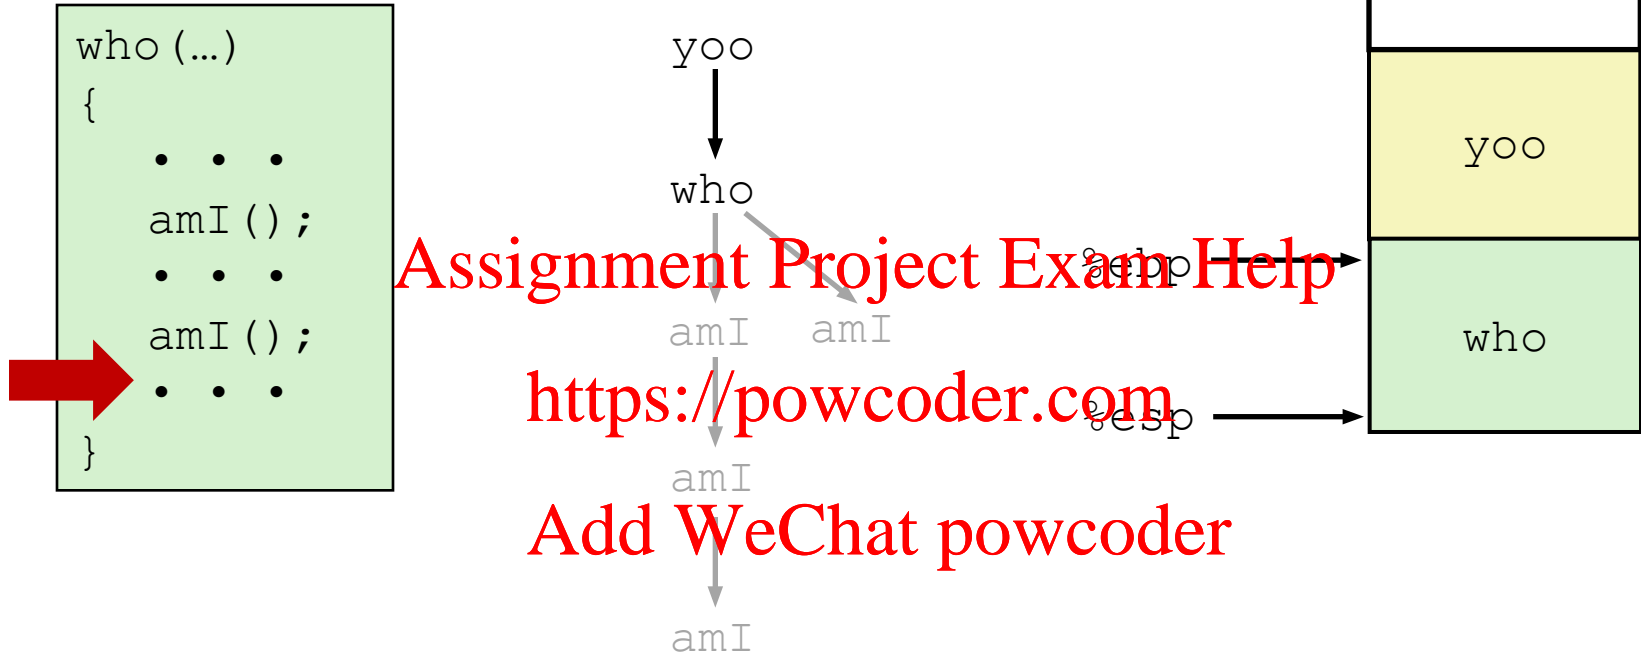 who(…)
{
• • •
amI();
• • •
amI();
• • •
}
yoo
who
amI amI
amI
amI
%ebp
%esp
yoo
who
Assignment Project Exam Help
https://powcoder.com
Add WeChat powcoder